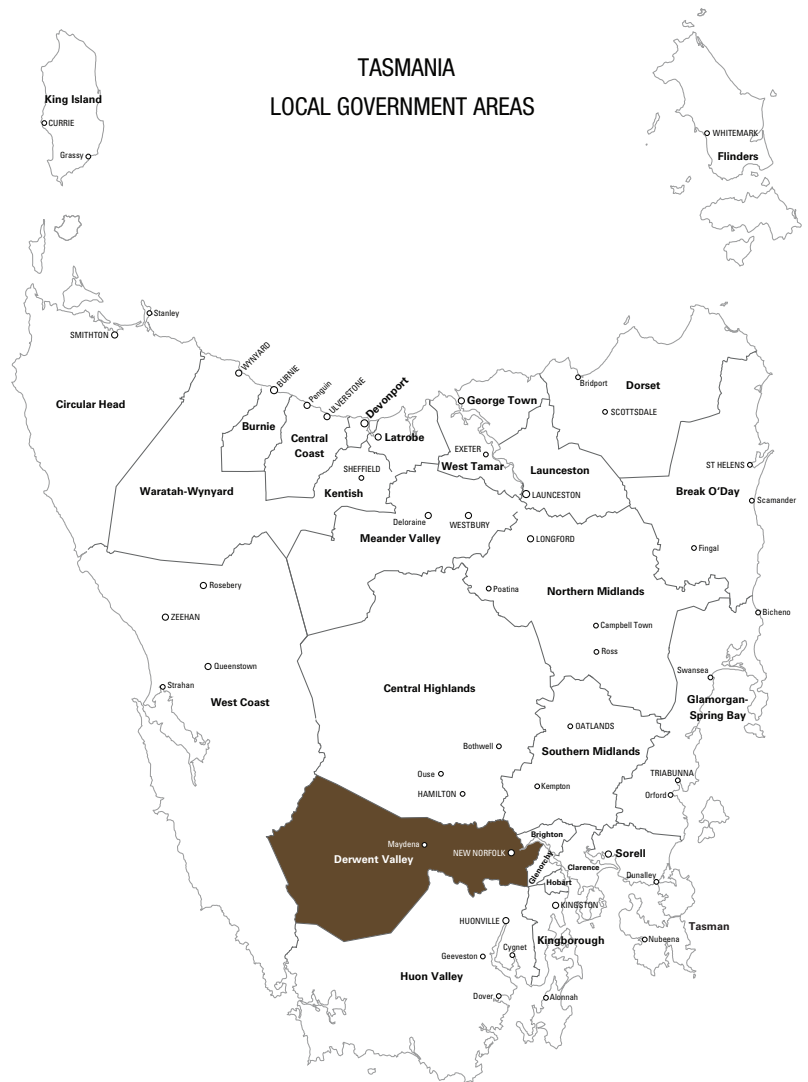 TASMANIA
LOCAL GOVERNMENT AREAS
King Island
CURRIE
Grassy
WHITEMARK
Flinders
Stanley
SMITHTON
WYNYARD
BURNIE
Penguin
ULVERSTONE
Devonport
Circular Head
Burnie
Central
Coast
Latrobe
George Town
Bridport
Dorset
SCOTTSDALE
EXETER
West Tamar
Launceston
LAUNCESTON
SHEFFIELD
Kentish
Waratah-Wynyard
ST HELENS
Break O'Day
Scamander
Fingal
Deloraine
WESTBURY
Meander Valley
LONGFORD
Rosebery
Poatina
Northern Midlands
ZEEHAN
Campbell Town
Bicheno
Ross
Queenstown
Strahan
West Coast
Central Highlands
Swansea
Glamorgan-
Spring Bay
OATLANDS
Bothwell
Southern Midlands
Ouse
HAMILTON
Kempton
TRIABUNNA
Orford
Brighton
Maydena
Derwent Valley
NEW NORFOLK
Glenorchy
Clarence
Sorell
Hobart
Dunalley
KINGSTON
HUONVILLE
Kingborough
Tasman
Nubeena
Geeveston
Cygnet
Huon Valley
Dover
Alonnah